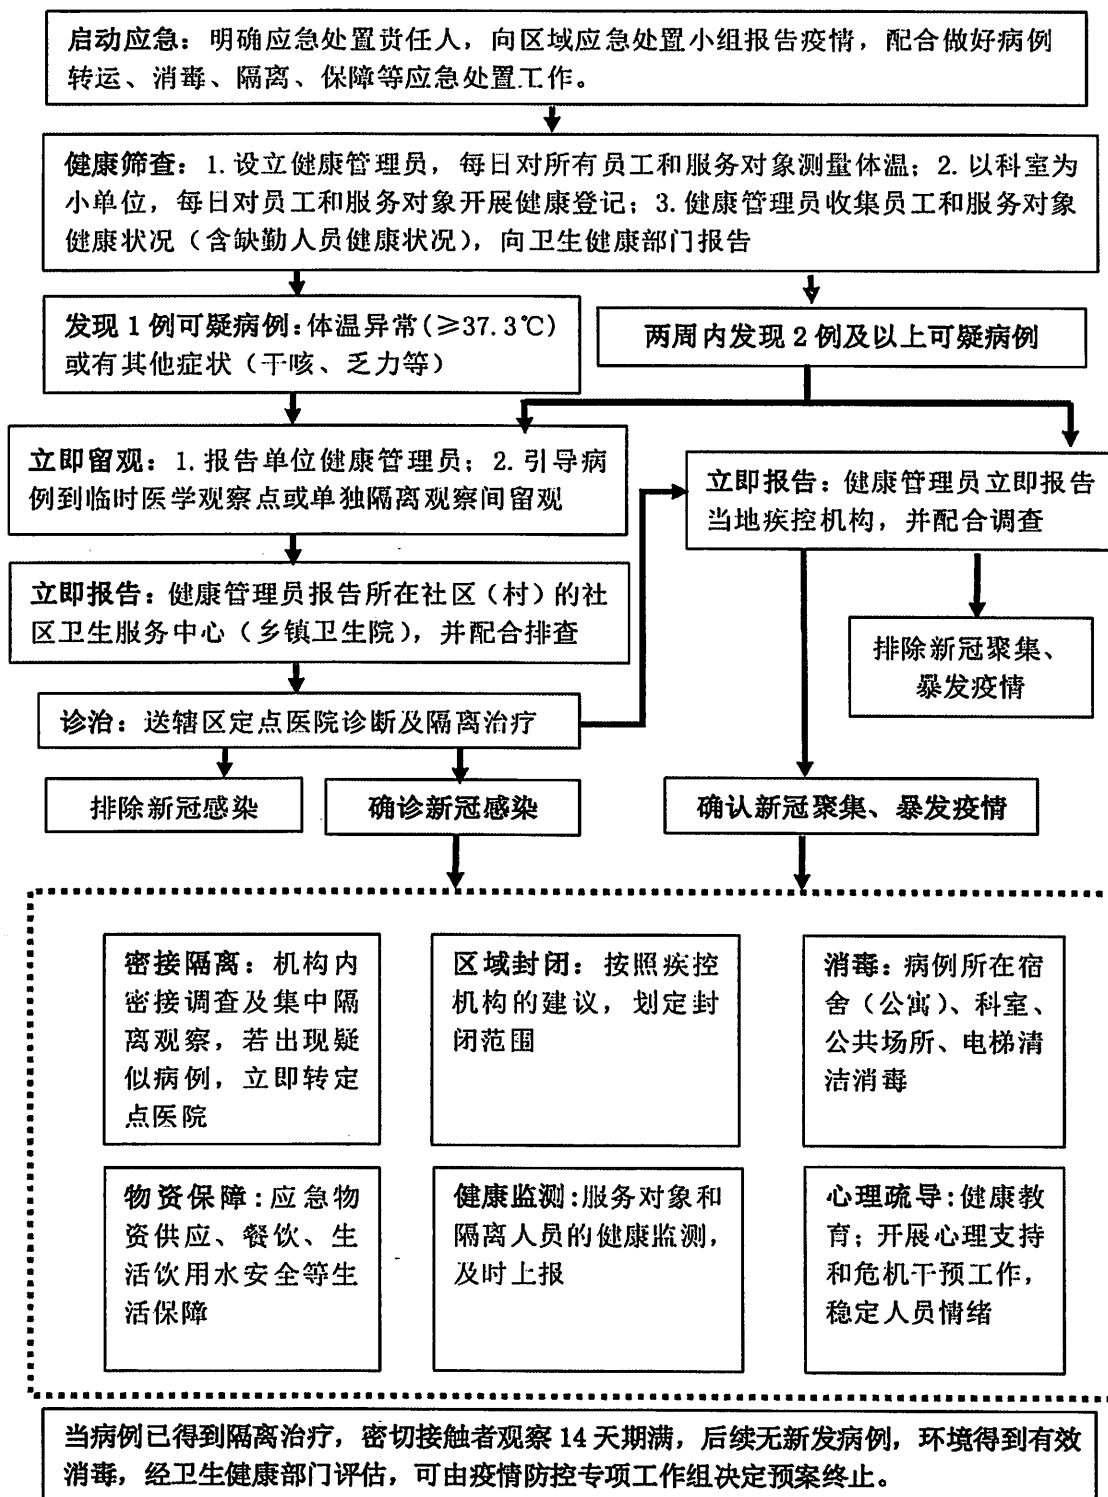 启动应急：明确应急处置责任人，向区域应急处置小组报告疫情，配合做好病例
转运、消毒、隔离、保障等应急处置工作。
健康筛查：1.设立健康管理员，每日对所有员工和服务对象测量体温；2.以科室为
小单位，每日对员工和服务对象开展健康登记；3.健康管理员收集员工和服务对象
健康状况（含缺勤人员健康状况），向卫生健康部门报告
发现1例可疑病例：体温异常(≥37.3℃)
或有其他症状（干咳、乏力等）
两周内发现2例及以上可疑病例
立即留观：1.报告单位健康管理员；2.引导病
例到临时医学观察点或单独隔离观察间留观
立即报告：健康管理员立即报告
当地疾控机构，并配合调查
立即报告：健康管理员报告所在社区（村）的社
区卫生服务中心（乡镇卫生院），并配合排查
排除新冠聚集、
暴发疫情
诊治：送辖区定点医院诊断及隔离治疗
排除新冠感染
确诊新冠感染
确认新冠聚集、暴发疫情
密接隔离：机构内
密接调查及集中隔
离观察，若出现疑
似病例，立即转定
点医院
区域封闭：按照疾控
机构的建议，划定封
闭范围
消毒：病例所在宿
舍（公寓）、科室、
公共场所、电梯清
洁消毒
物资保障：应急物
资供应、餐饮、生
活饮用水安全等生
活保障
健康监测：服务对象和
隔离人员的健康监测，
及时上报
心理疏导：健康教
育；开展心理支持
和危机干预工作，
稳定人员情绪
当病例已得到隔离治疗，密切接触者观察14天期满，后续无新发病例，环境得到有效
消毒，经卫生健康部门评估，可由疫情防控专项工作组决定预案终止。